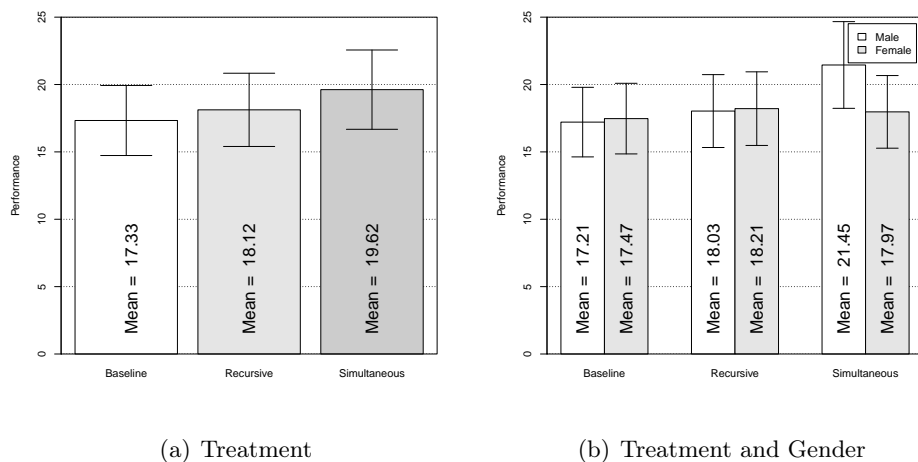 25
20
15
10
5
0
Performance
Mean = 17.33
Mean = 18.12
Mean = 19.62
Baseline
Recursive
Simultaneous
(a) Treatment
25
20
15
10
5
0
Performance
Male
Female
Mean = 17.21
Mean = 17.47
Mean = 18.03
Mean = 18.21
Mean = 21.45
Mean = 17.97
Baseline
Recursive
Simultaneous
(b) Treatment and Gender